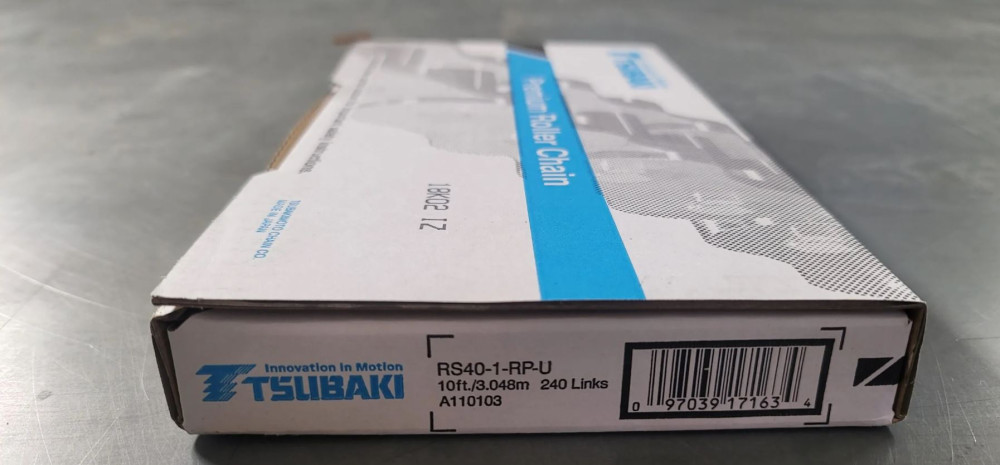 TSUBAKI
Premium Roller Chain
18K02 1Z
TSUBAKIMOTO CHAIN CO.
MADE IN JAPAN
Innovation in Motion
TSUBAKI
RS40-1-RP-U
10ft./3.048m 240 Links
A110103
0 97039 17163 4